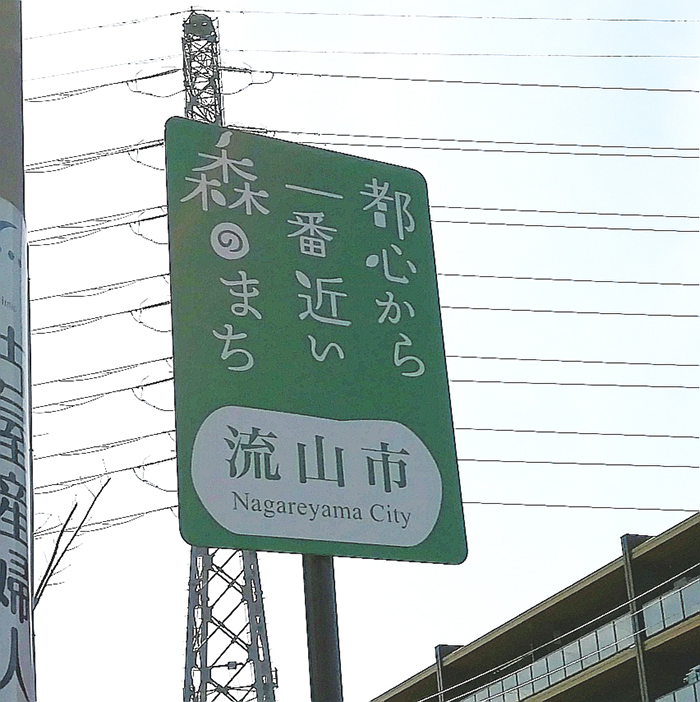 都心から
一番近い
森のまち
流山市
Nagareyama City
産婦人